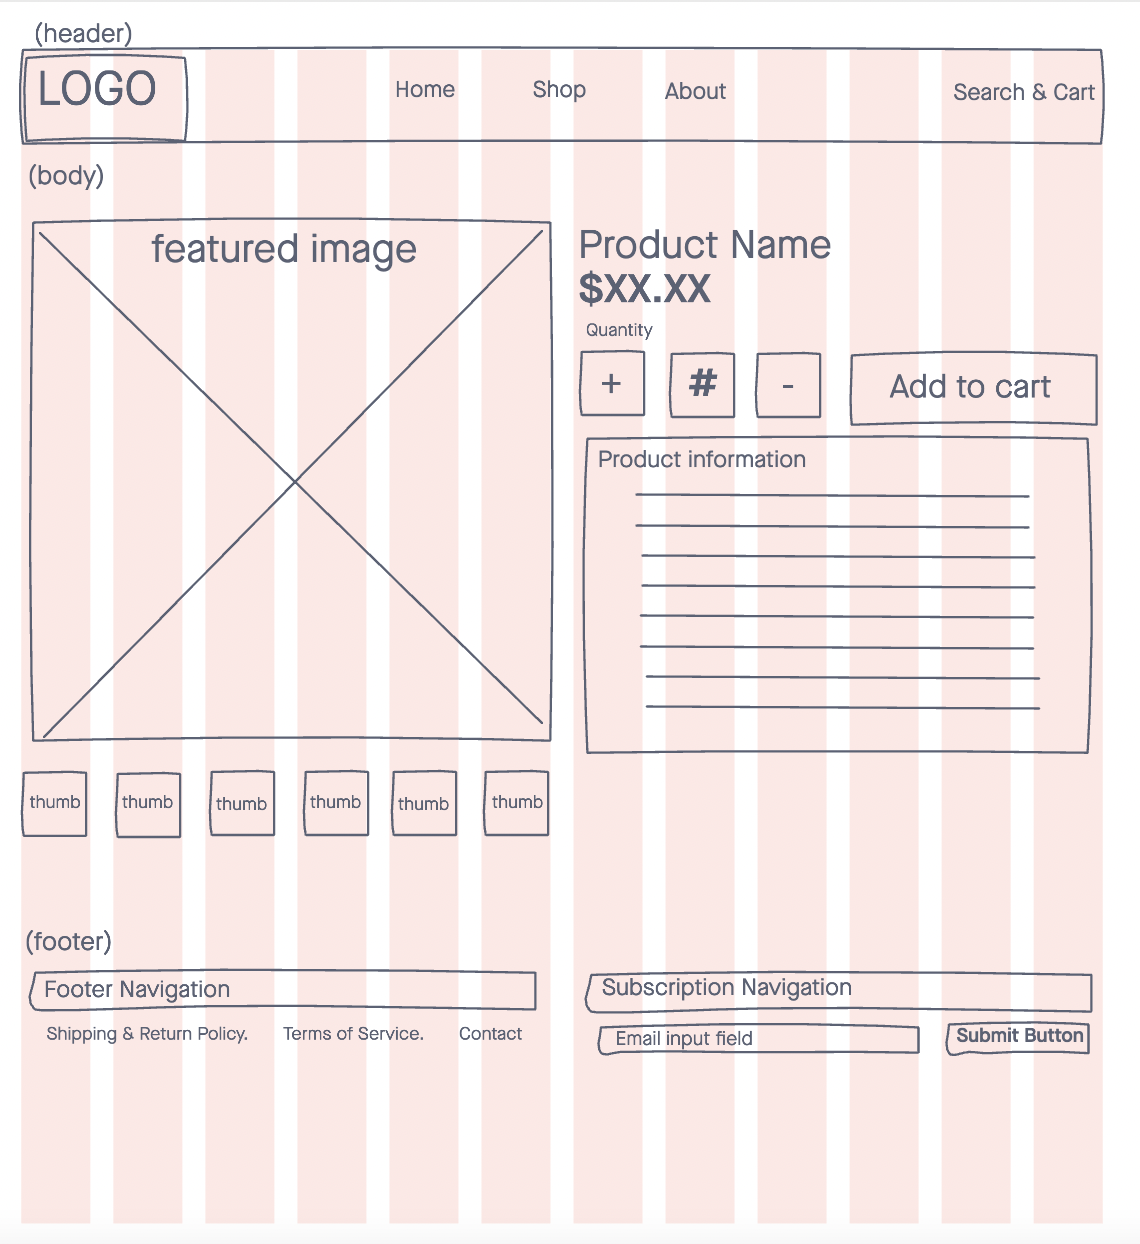 (header)
LOGO
Home Shop About Search & Cart
(body)
featured image
Product Name
$XX.XX
Quantity
+ # - Add to cart
Product information
thumb thumb thumb thumb thumb thumb
(footer)
Footer Navigation
Shipping & Return Policy. Terms of Service. Contact
Subscription Navigation
Email input field Submit Button